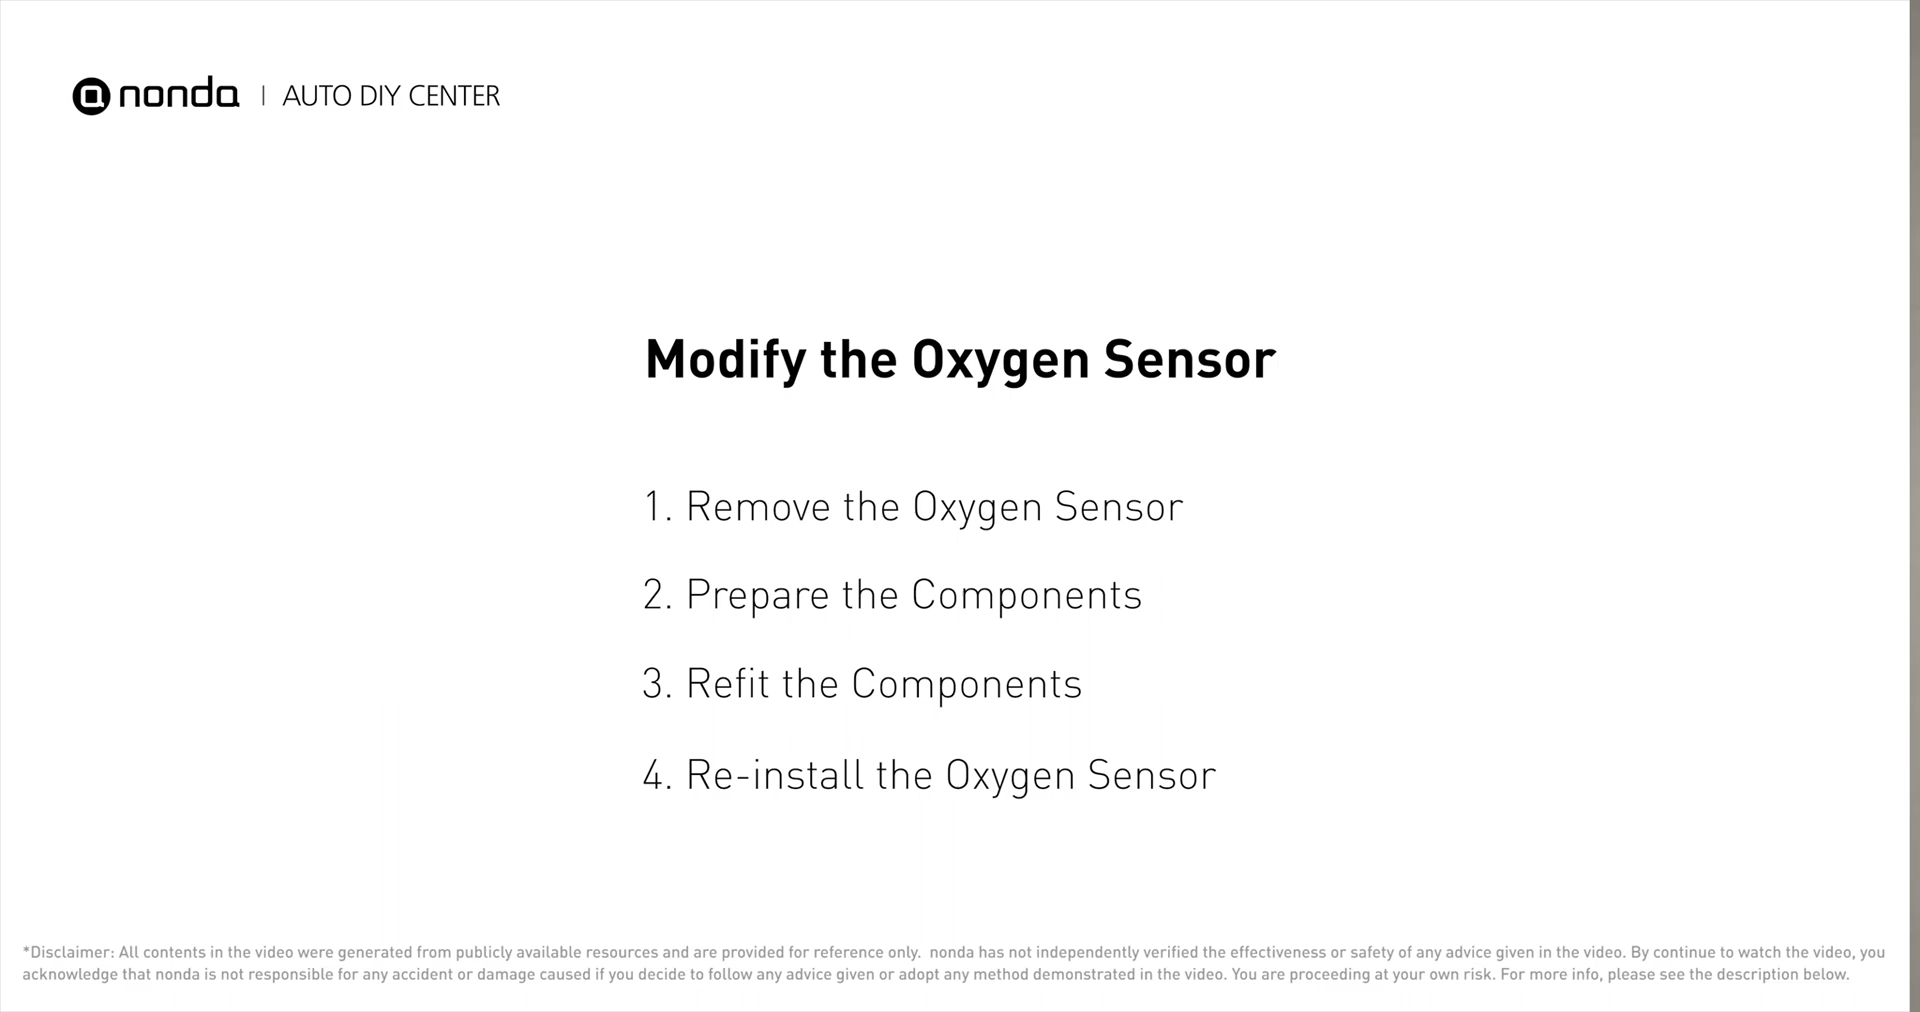 nonda | AUTO DIY CENTER
Modify the Oxygen Sensor
1. Remove the Oxygen Sensor
2. Prepare the Components
3. Refit the Components
4. Re-install the Oxygen Sensor
*Disclaimer: All contents in the video were generated from publicly available resources and are provided for reference only.  nonda has not independently verified the effectiveness or safety of any advice given in the video. By continue to watch the video, you
acknowledge that nonda is not responsible for any accident or damage caused if you decide to follow any advice given or adopt any method demonstrated in the video. You are proceeding at your own risk. For more info, please see the description below.